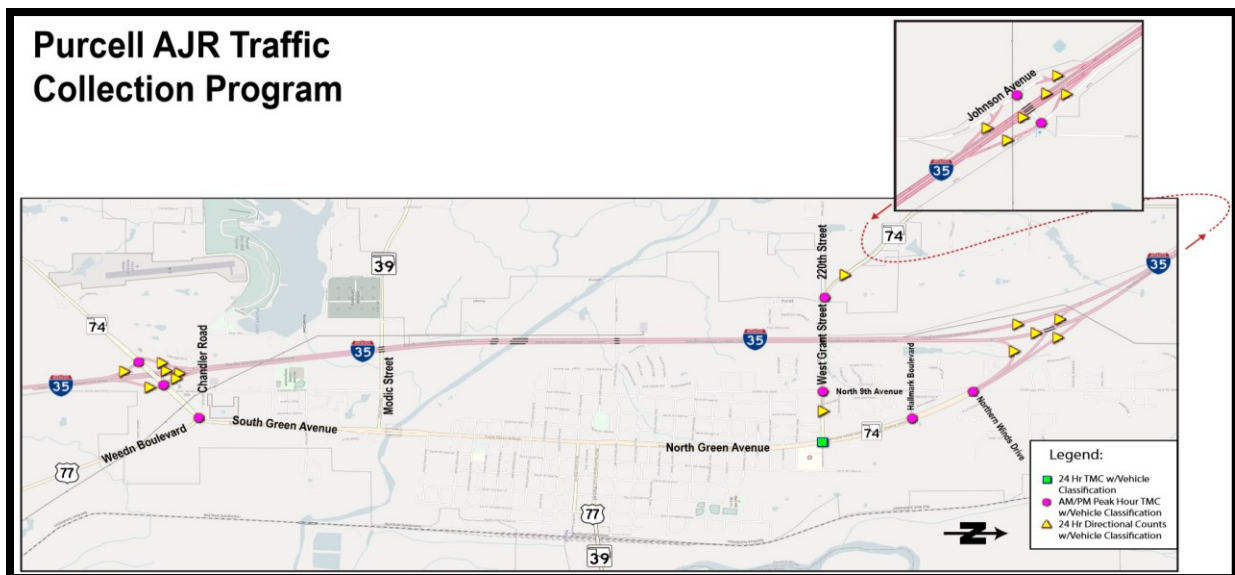 Purcell AJR Traffic
Collection Program
Johnson Avenue
35
74
39
220th Street
35
74
Chandler Road
35
Modic Street
35
West Grant Street
North 9th Avenue
Hallmark Boulevard
35
Weedn Boulevard
South Green Avenue
North Green Avenue
74
Northern Winds Drive
77
77
39
N
Legend:
24 Hr TMC w/Vehicle
Classification
AM/PM Peak Hour TMC
w/Vehicle Classification
24 Hr Directional Counts
w/Vehicle Classification